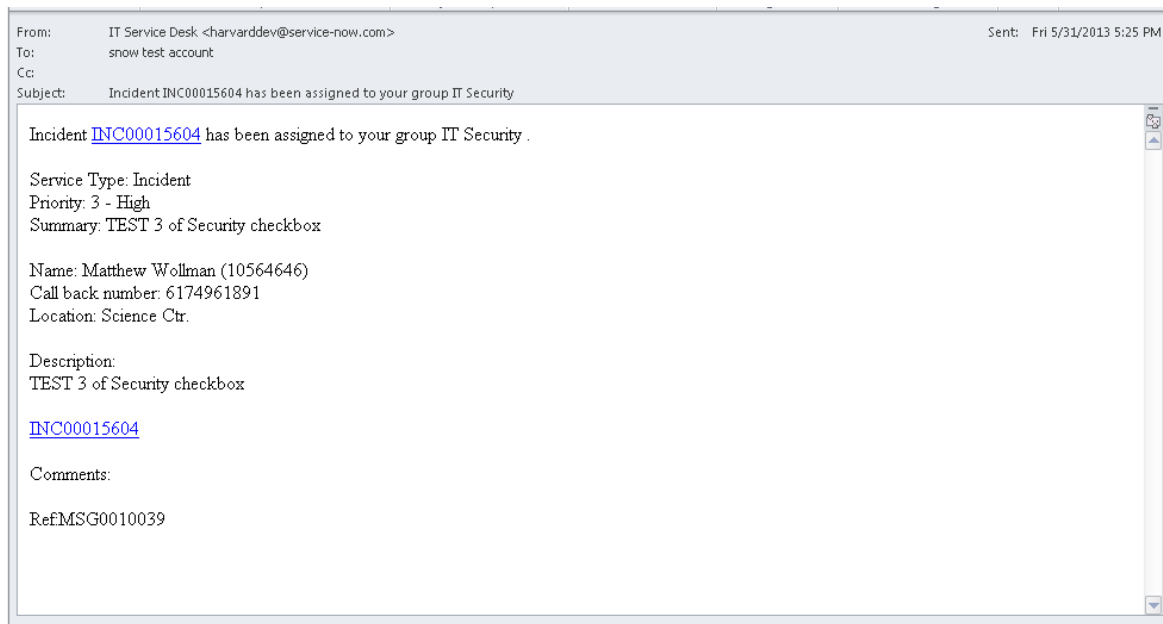 From: IT Service Desk <harvarddev@service-now.com> Sent: Fri 5/31/2013 5:25 PM
To: snow test account
Cc:
Subject: Incident INC00015604 has been assigned to your group IT Security
Incident INC00015604 has been assigned to your group IT Security .
Service Type: Incident
Priority: 3 - High
Summary: TEST 3 of Security checkbox
Name: Matthew Wollman (10564646)
Call back number: 6174961891
Location: Science Ctr.
Description:
TEST 3 of Security checkbox
INC00015604
Comments:
Ref:MSG0010039